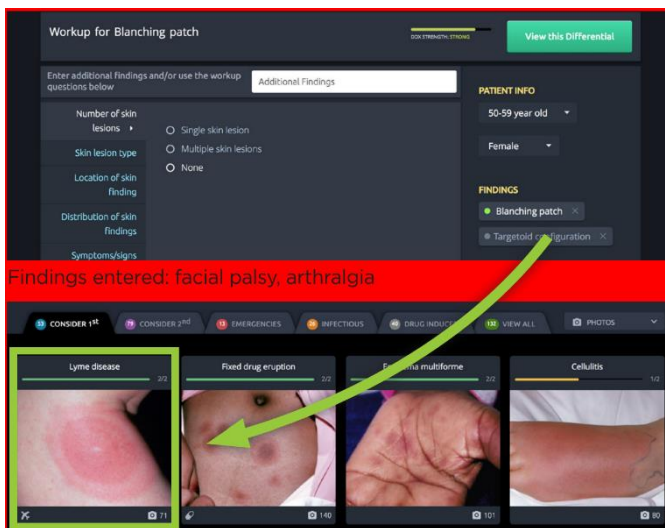 Workup for Blanching patch
DDX STRENGTH: STRONG
View this Differential
Enter additional findings and/or use the workup
questions below
Additional Findings
PATIENT INFO
50-59 year old
Female
Number of skin
lesions
Skin lesion type
Location of skin
finding
Distribution of skin
findings
Symptoms/signs
Single skin lesion
Multiple skin lesions
None
FINDINGS
Blanching patch
Targetoid configuration
Findings entered: facial palsy, arthralgia
CONSIDER 1st
CONSIDER 2nd
EMERGENCIES
INFECTIOUS
DRUG INDUCED
VIEW ALL
PHOTOS
Lyme disease
2/2
Fixed drug eruption
2/2
Erythema multiforme
2/2
Cellulitis
1/2
71
140
101
80